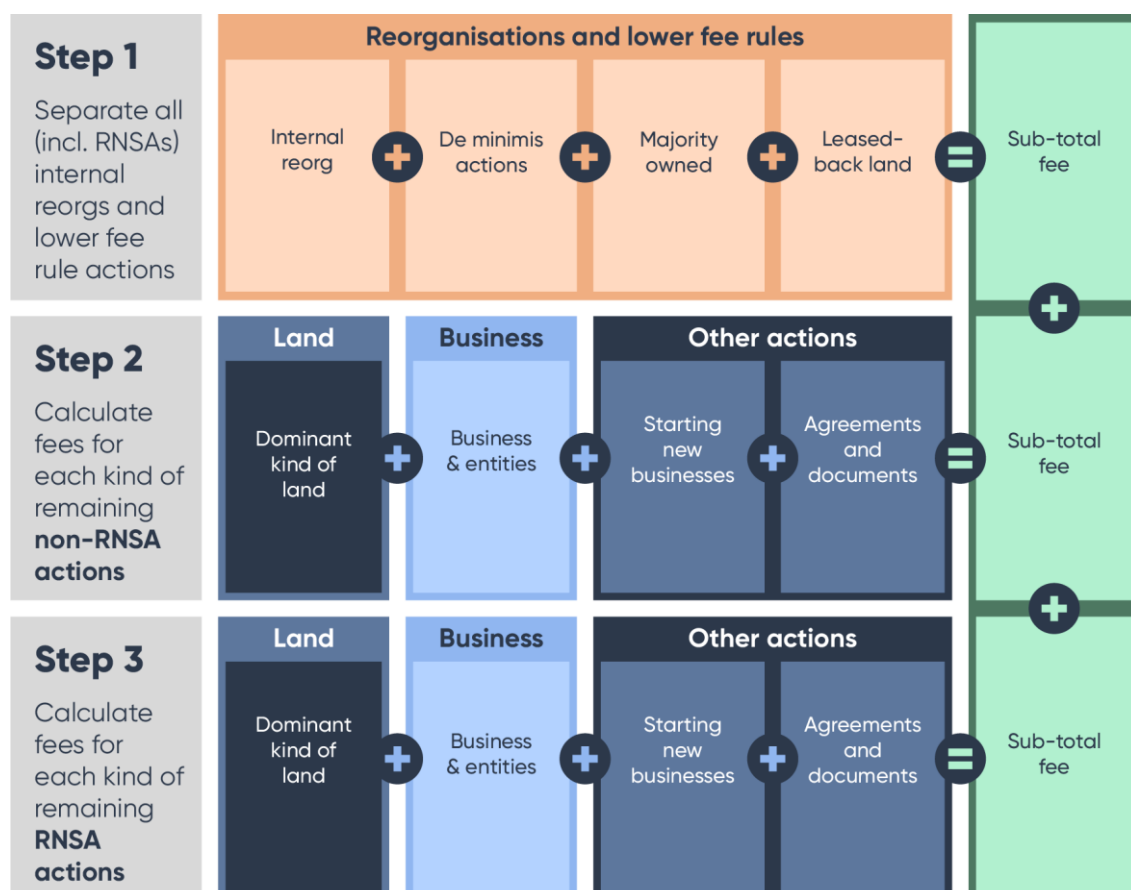 Step 1
Separate all
(incl. RNSAs)
internal
reorgs and
lower fee
rule actions
Reorganisations and lower fee rules
Internal
reorg
+
De minimis
actions
+
Majority
owned
+
Leased-
back land
=
Sub-total
fee
+
Step 2
Calculate
fees for
each kind of
remaining
non-RNSA
actions
Land
Dominant
kind of
land
+
Business
Business
& entities
+
Other actions
Starting
new
businesses
+
Agreements
and
documents
=
Sub-total
fee
+
Step 3
Calculate
fees for
each kind of
remaining
RNSA
actions
Land
Dominant
kind of
land
+
Business
Business
& entities
+
Other actions
Starting
new
businesses
+
Agreements
and
documents
=
Sub-total
fee